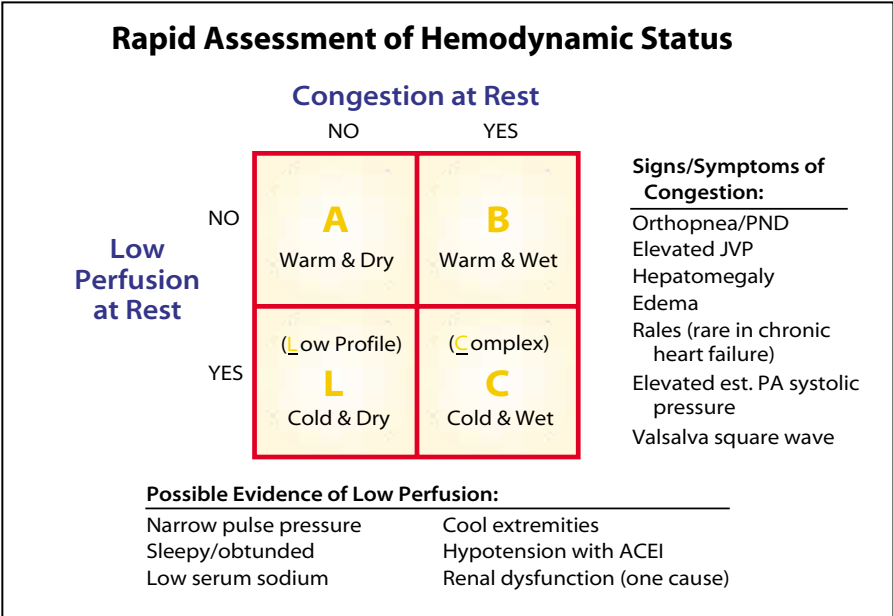 Rapid Assessment of Hemodynamic Status
Congestion at Rest
NO
YES
Low
Perfusion
at Rest
NO
A
Warm & Dry
B
Warm & Wet
YES
(Low Profile)
L
Cold & Dry
(Complex)
C
Cold & Wet
Signs/Symptoms of
Congestion:
Orthopnea/PND
Elevated JVP
Hepatomegaly
Edema
Rales (rare in chronic
heart failure)
Elevated est. PA systolic
pressure
Valsalva square wave
Possible Evidence of Low Perfusion:
Narrow pulse pressure
Sleepy/obtunded
Low serum sodium
Cool extremities
Hypotension with ACEI
Renal dysfunction (one cause)